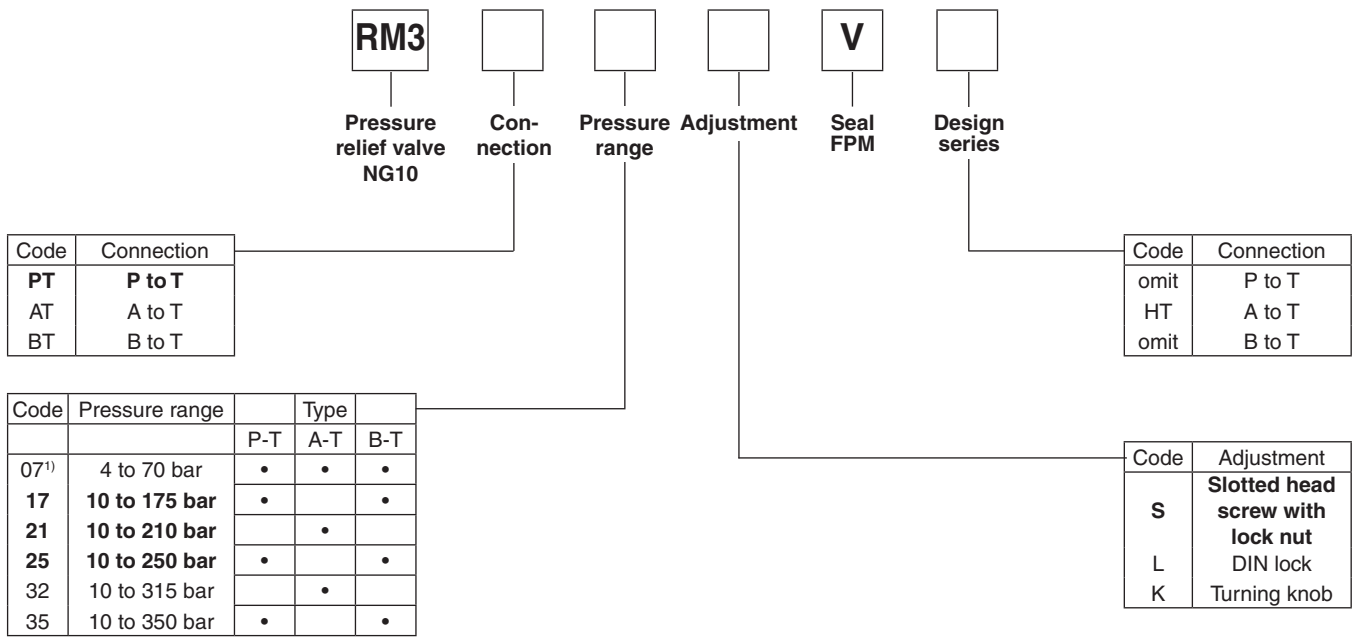 RM3 V
Pressure
relief valve
NG10
Con-
nection
Pressure
range
Adjustment
Seal
FPM
Design
series
Code Connection
PT P to T
AT A to T
BT B to T
Code Connection
omit P to T
HT A to T
omit B to T
Code Pressure range Type
P-T A-T B-T
07¹⁾ 4 to 70 bar • • •
17 10 to 175 bar • •
21 10 to 210 bar •
25 10 to 250 bar • •
32 10 to 315 bar •
35 10 to 350 bar • •
Code Adjustment
S Slotted head
screw with
lock nut
L DIN lock
K Turning knob